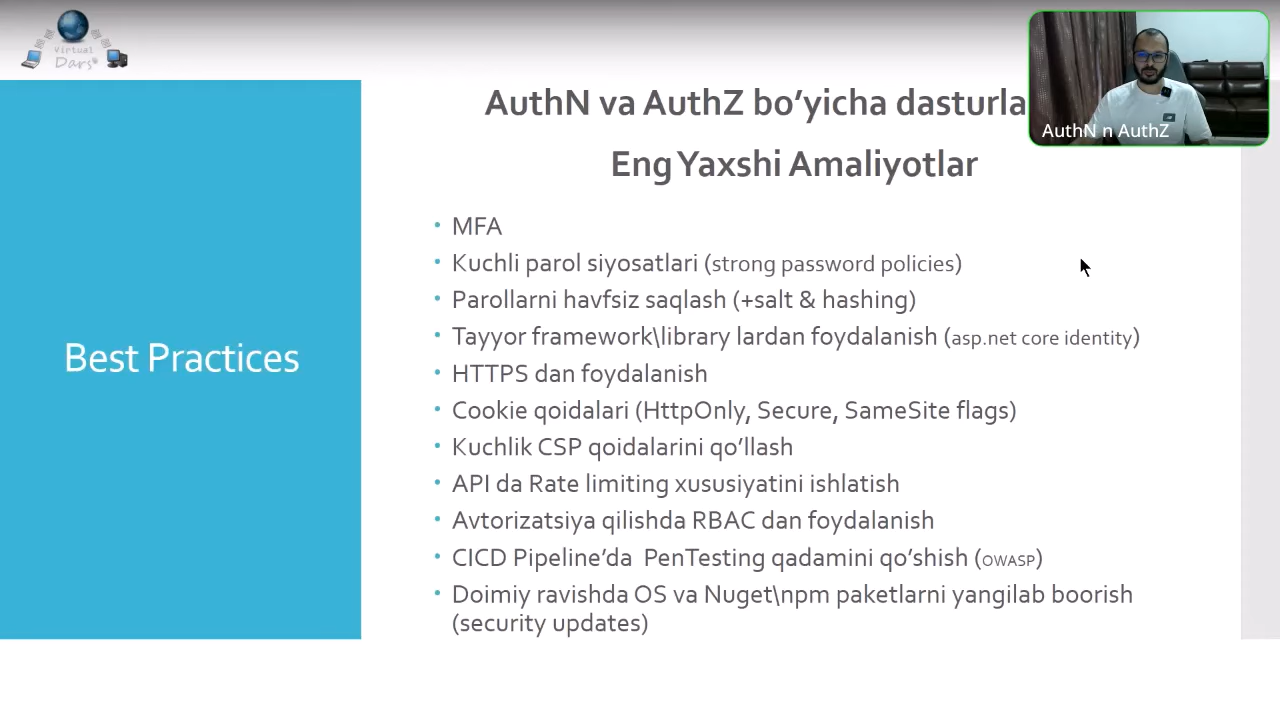 Virtual
Dars
AuthN va AuthZ bo’yicha
AuthN n AuthZ
Eng Yaxshi Amaliyotlar
Best Practices
MFA
Kuchli parol siyosatlari (strong password policies)
Parollarni havfsiz saqlash (+salt & hashing)
Tayyor framework\library lardan foydalanish (asp.net core identity)
HTTPS dan foydalanish
Cookie qoidalari (HttpOnly, Secure, SameSite flags)
Kuchlik CSP qoidalarini qo’llash
API da Rate limiting xususiyatini ishlatish
Avtorizatsiya qilishda RBAC dan foydalanish
CICD Pipeline’da PenTesting qadamini qo’shish (OWASP)
Doimiy ravishda OS va Nuget\npm paketlarni yangilab boorish
(security updates)